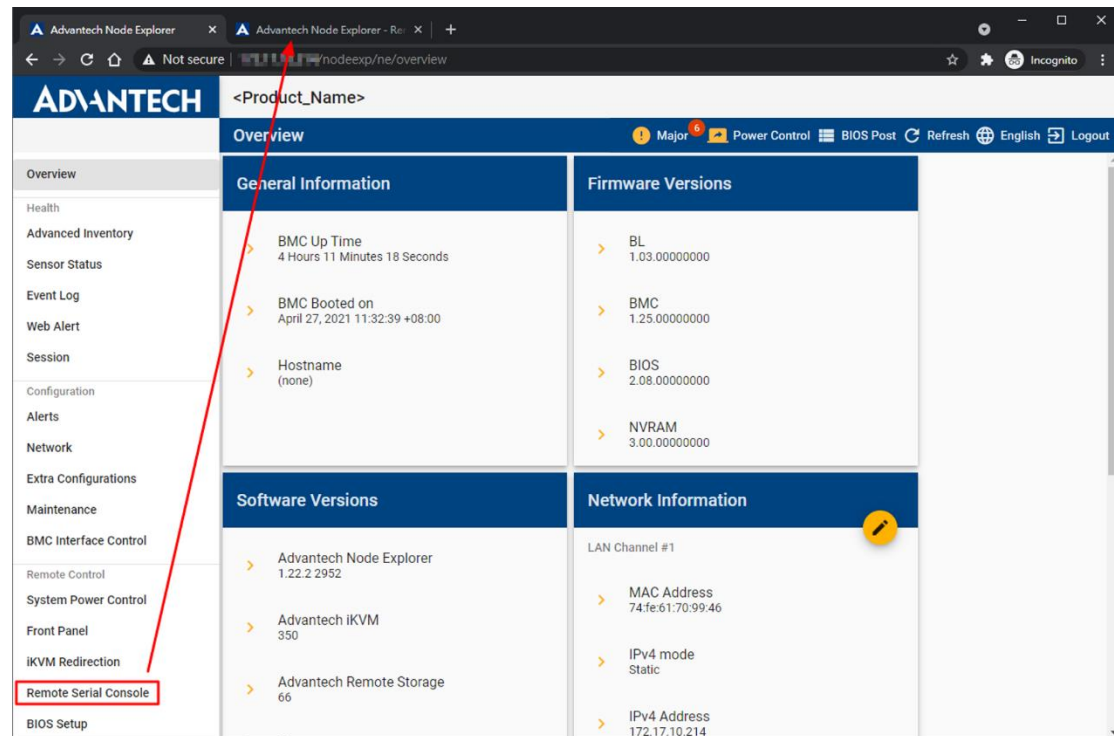 Advantech Node Explorer
Advantech Node Explorer - Re
Not secure
/nodeexp/ne/overview
Incognito
ADVANTECH
<Product_Name>
Overview
Major 6
Power Control
BIOS Post
Refresh
English
Logout
Overview
Health
Advanced Inventory
Sensor Status
Event Log
Web Alert
Session
Configuration
Alerts
Network
Extra Configurations
Maintenance
BMC Interface Control
Remote Control
System Power Control
Front Panel
iKVM Redirection
Remote Serial Console
BIOS Setup
General Information
BMC Up Time
4 Hours 11 Minutes 18 Seconds
BMC Booted on
April 27, 2021 11:32:39 +08:00
Hostname
(none)
Firmware Versions
BL
1.03.00000000
BMC
1.25.00000000
BIOS
2.08.00000000
NVRAM
3.00.00000000
Software Versions
Advantech Node Explorer
1.22.2 2952
Advantech iKVM
350
Advantech Remote Storage
66
Network Information
LAN Channel #1
MAC Address
74:fe:61:70:99:46
IPv4 mode
Static
IPv4 Address
172.17.10.214